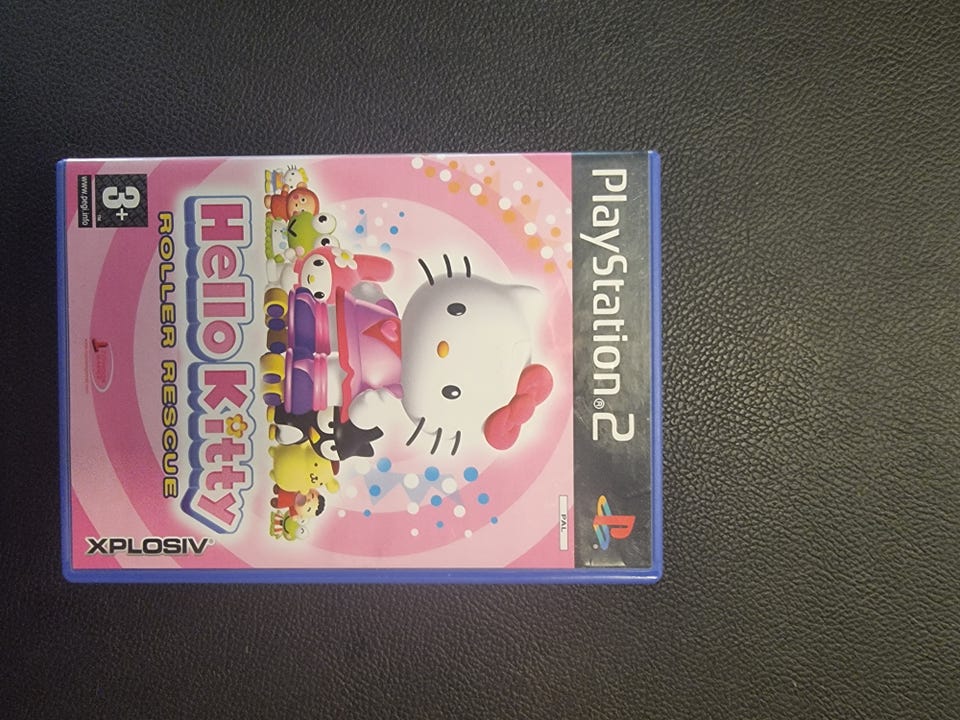 PlayStation®2
PAL
Hello Kitty
ROLLER RESCUE
3+
www.pegi.info
XPLOSIV®